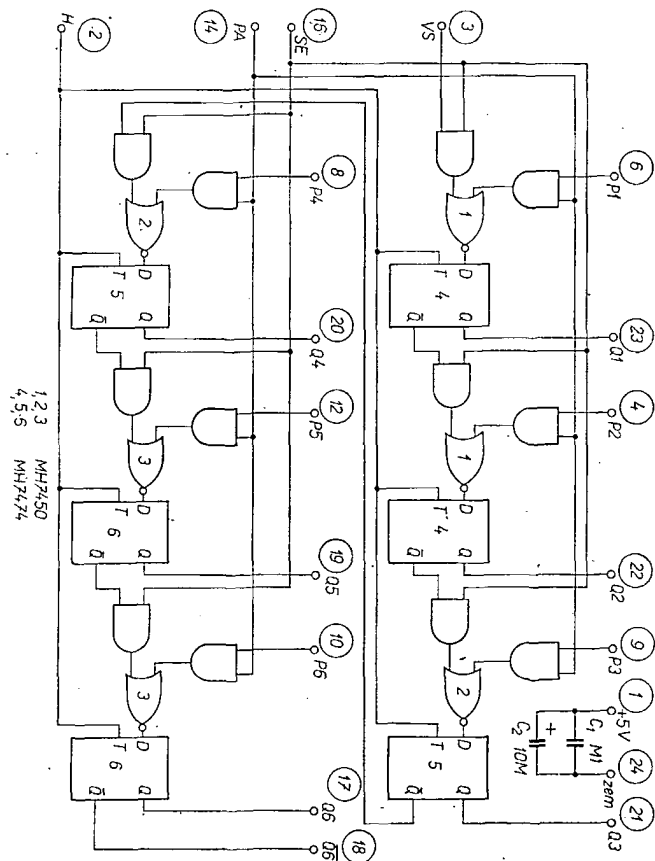 H
2
PA
14
SE
16
VS
3
8
P4
6
P1
2.
1
T
D
5
Q̅
Q
T
D
4
Q̅
Q
20
Q4
23
Q1
12
P5
4
P2
3
1
T
D
6
Q̅
Q
T
D
4
Q̅
Q
19
Q5
22
Q2
10
P6
9
P3
3
2
T
D
6
Q̅
Q
T
D
5
Q̅
Q
17
Q6
18
Q̅6̅
21
Q3
1
+5V
24
zem
C1 M1
+
C2 10M
1,2,3 MH7450
4,5,6 MH7474